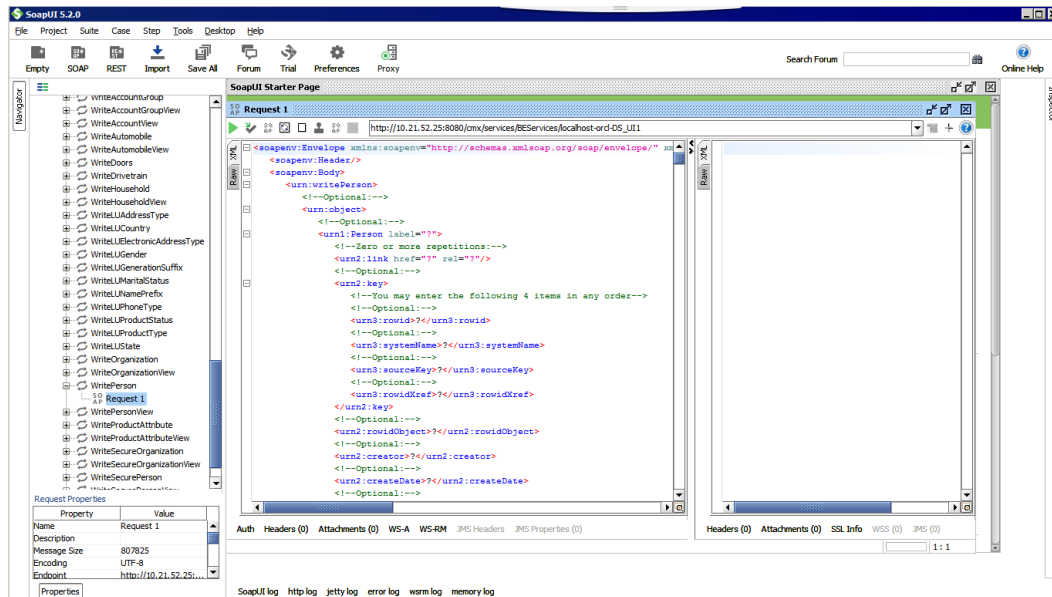 SoapUI 5.2.0
File Project Suite Case Step Tools Desktop Help
Empty SOAP REST Import Save All Forum Trial Preferences Proxy
Search Forum
Online Help
Navigator
WriteAccountGroup
WriteAccountGroupView
WriteAccountView
WriteAutomobile
WriteAutomobileView
WriteDoors
WriteDrivetrain
WriteHousehold
WriteHouseholdView
WriteLUAddressType
WriteLUCountry
WriteLUElectronicAddressType
WriteLUGender
WriteLUGenerationSuffix
WriteLUMaritalStatus
WriteLUNamePrefix
WriteLUPhoneType
WriteLUProductStatus
WriteLUProductType
WriteLUState
WriteOrganization
WriteOrganizationView
WritePerson
Request 1
WritePersonView
WriteProductAttribute
WriteProductAttributeView
WriteSecureOrganization
WriteSecureOrganizationView
WriteSecurePerson
Request Properties
Property Value
Name Request 1
Description
Message Size 807825
Encoding UTF-8
Endpoint http://10.21.52.25:...
Properties
SoapUI Starter Page
Request 1
http://10.21.52.25:8080/cmx/services/BEServices/localhost-orcl-DS_UI1
XML
Raw
<soapenv:Envelope xmlns:soapenv="http://schemas.xmlsoap.org/soap/envelope/" xm
<soapenv:Header/>
<soapenv:Body>
<urn:writePerson>
<!--Optional:-->
<urn:object>
<!--Optional:-->
<urn1:Person label="?">
<!--Zero or more repetitions:-->
<urn2:link href="?" rel="?"/>
<!--Optional:-->
<urn2:key>
<!--You may enter the following 4 items in any order-->
<!--Optional:-->
<urn3:rowid>?</urn3:rowid>
<!--Optional:-->
<urn3:systemName>?</urn3:systemName>
<!--Optional:-->
<urn3:sourceKey>?</urn3:sourceKey>
<!--Optional:-->
<urn3:rowidXref>?</urn3:rowidXref>
</urn2:key>
<!--Optional:-->
<urn2:rowidObject>?</urn2:rowidObject>
<!--Optional:-->
<urn2:creator>?</urn2:creator>
<!--Optional:-->
<urn2:createDate>?</urn2:createDate>
<!--Optional:-->
XML
Raw
Auth Headers (0) Attachments (0) WS-A WS-RM JMS Headers JMS Properties (0)
Headers (0) Attachments (0) SSL Info WSS (0) JMS (0)
1 : 1
SoapUI log http log jetty log error log wsrm log memory log